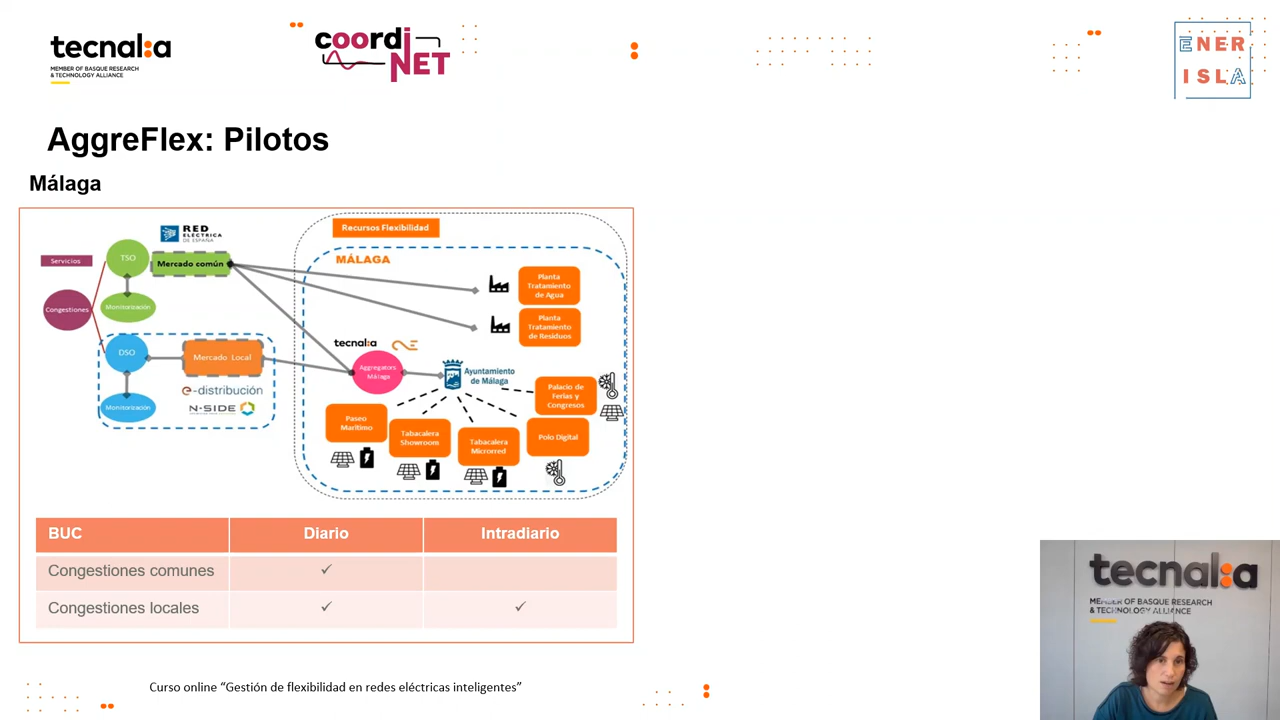 tecnalia
MEMBER OF BASQUE RESEARCH
& TECHNOLOGY ALLIANCE
coordi
NET
ENER
ISLA
AggreFlex: Pilotos
Málaga
RED
ELÉCTRICA
DE ESPAÑA
Recursos Flexibilidad
Servicios
TSO
Mercado común
MÁLAGA
Planta
Tratamiento
de Agua
Congestiones
Monitorización
Planta
Tratamiento
de Residuos
DSO
Mercado Local
tecnalia
Aggregators
Málaga
Ayuntamiento
de Málaga
Palacio de
Ferias y
Congresos
e-distribución
Monitorización
N-SIDE
Paseo
Marítimo
Tabacalera
Showroom
Tabacalera
Microrred
Polo Digital
BUC Diario Intradiario
Congestiones comunes ✓
Congestiones locales ✓ ✓
Curso online “Gestión de flexibilidad en redes eléctricas inteligentes”
tecnalia
MEMBER OF BASQUE RESEARCH
& TECHNOLOGY ALLIANCE